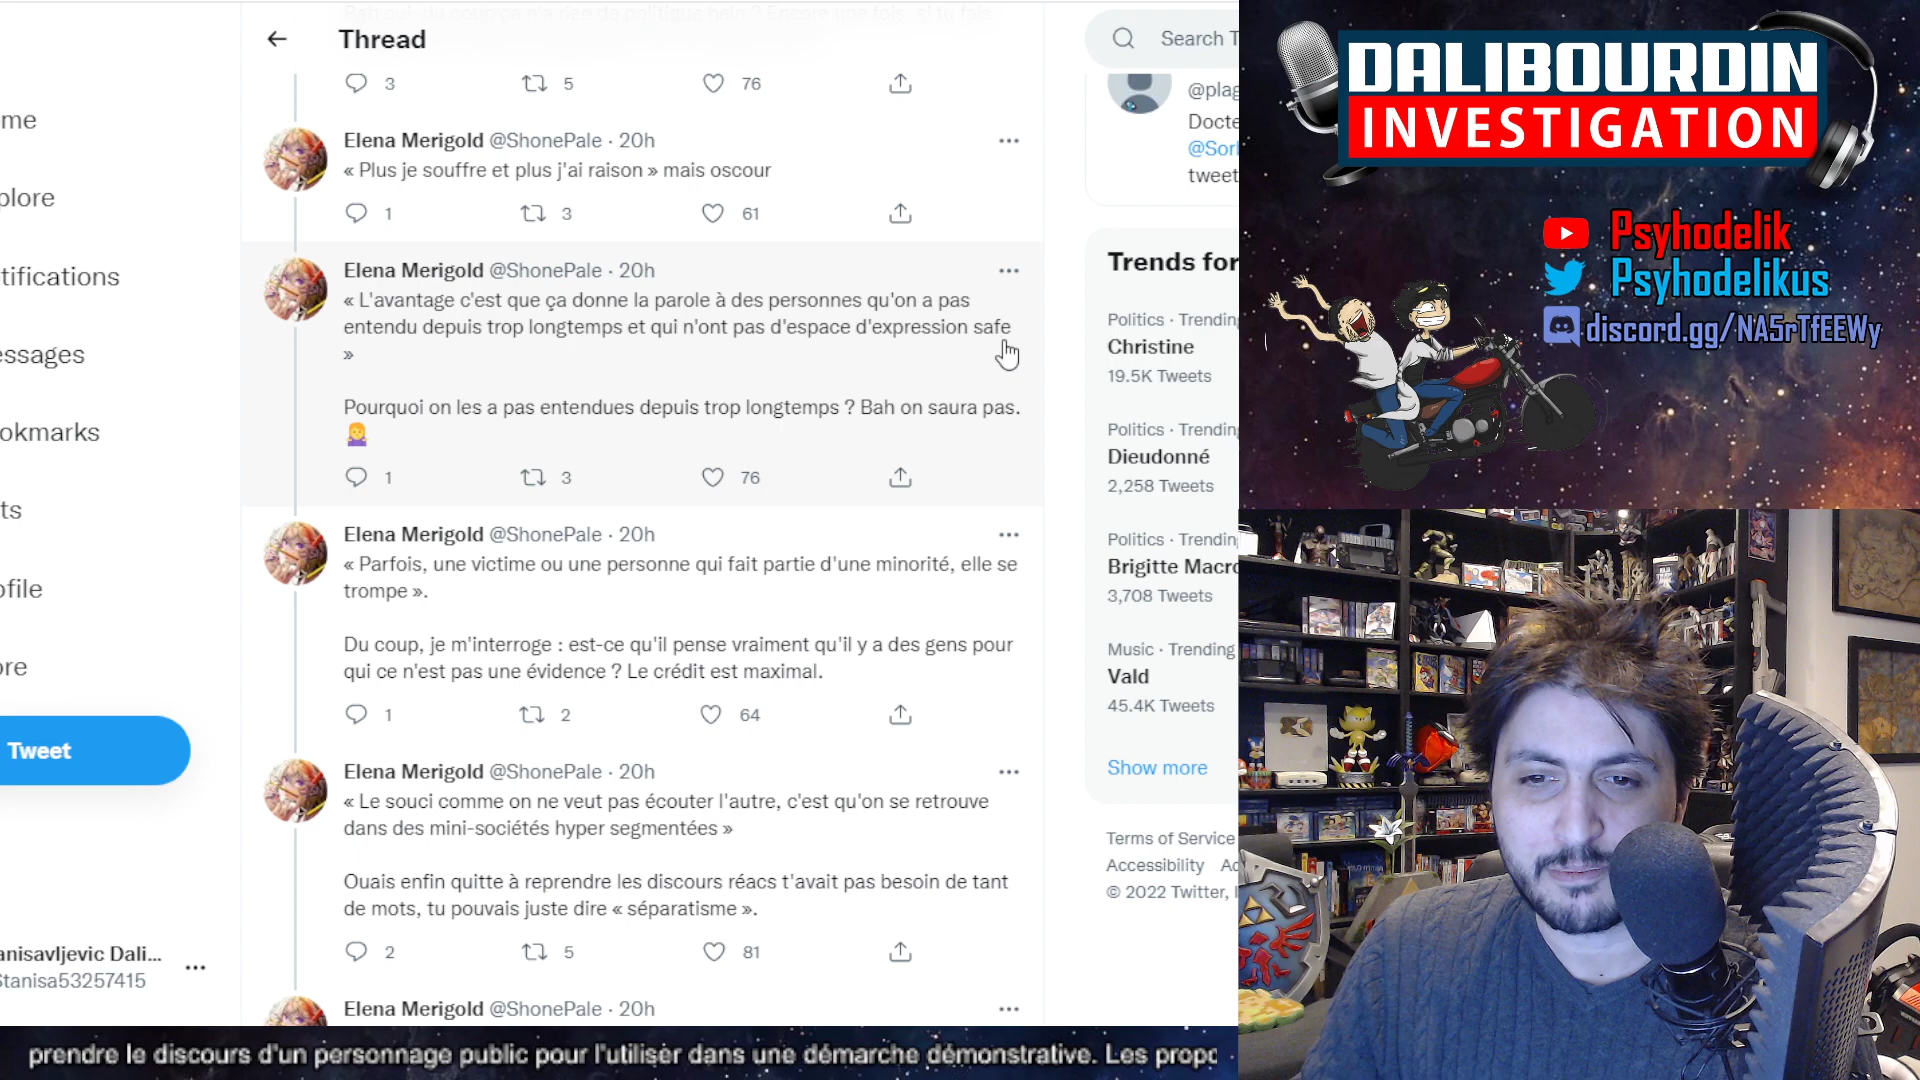 Thread
3 5 76
Elena Merigold @ShonePale · 20h
« Plus je souffre et plus j'ai raison » mais oscour
1 3 61
Elena Merigold @ShonePale · 20h
« L'avantage c'est que ça donne la parole à des personnes qu'on a pas
entendu depuis trop longtemps et qui n'ont pas d'espace d'expression safe
»
Pourquoi on les a pas entendues depuis trop longtemps ? Bah on saura pas.
1 3 76
Elena Merigold @ShonePale · 20h
« Parfois, une victime ou une personne qui fait partie d'une minorité, elle se
trompe ».
Du coup, je m'interroge : est-ce qu'il pense vraiment qu'il y a des gens pour
qui ce n'est pas une évidence ? Le crédit est maximal.
1 2 64
Elena Merigold @ShonePale · 20h
« Le souci comme on ne veut pas écouter l'autre, c'est qu'on se retrouve
dans des mini-sociétés hyper segmentées »
Ouais enfin quitte à reprendre les discours réacs t'avait pas besoin de tant
de mots, tu pouvais juste dire « séparatisme ».
2 5 81
Elena Merigold @ShonePale · 20h
me
plore
tifications
essages
okmarks
ts
ofile
ore
Tweet
anisavljevic Dali...
Stanisa53257415
Search T
@plag
Docte
@Sorl
tweet
Trends for
Politics · Trending
Christine
19.5K Tweets
Politics · Trending
Dieudonné
2,258 Tweets
Politics · Trending
Brigitte Macro
3,708 Tweets
Music · Trending
Vald
45.4K Tweets
Show more
Terms of Service
Accessibility Ad
© 2022 Twitter, I
DALIBOURDIN
INVESTIGATION
Psyhodelik
Psyhodelikus
discord.gg/NA5rTfEEWy
prendre le discours d'un personnage public pour l'utiliser dans une démarche démonstrative. Les propo